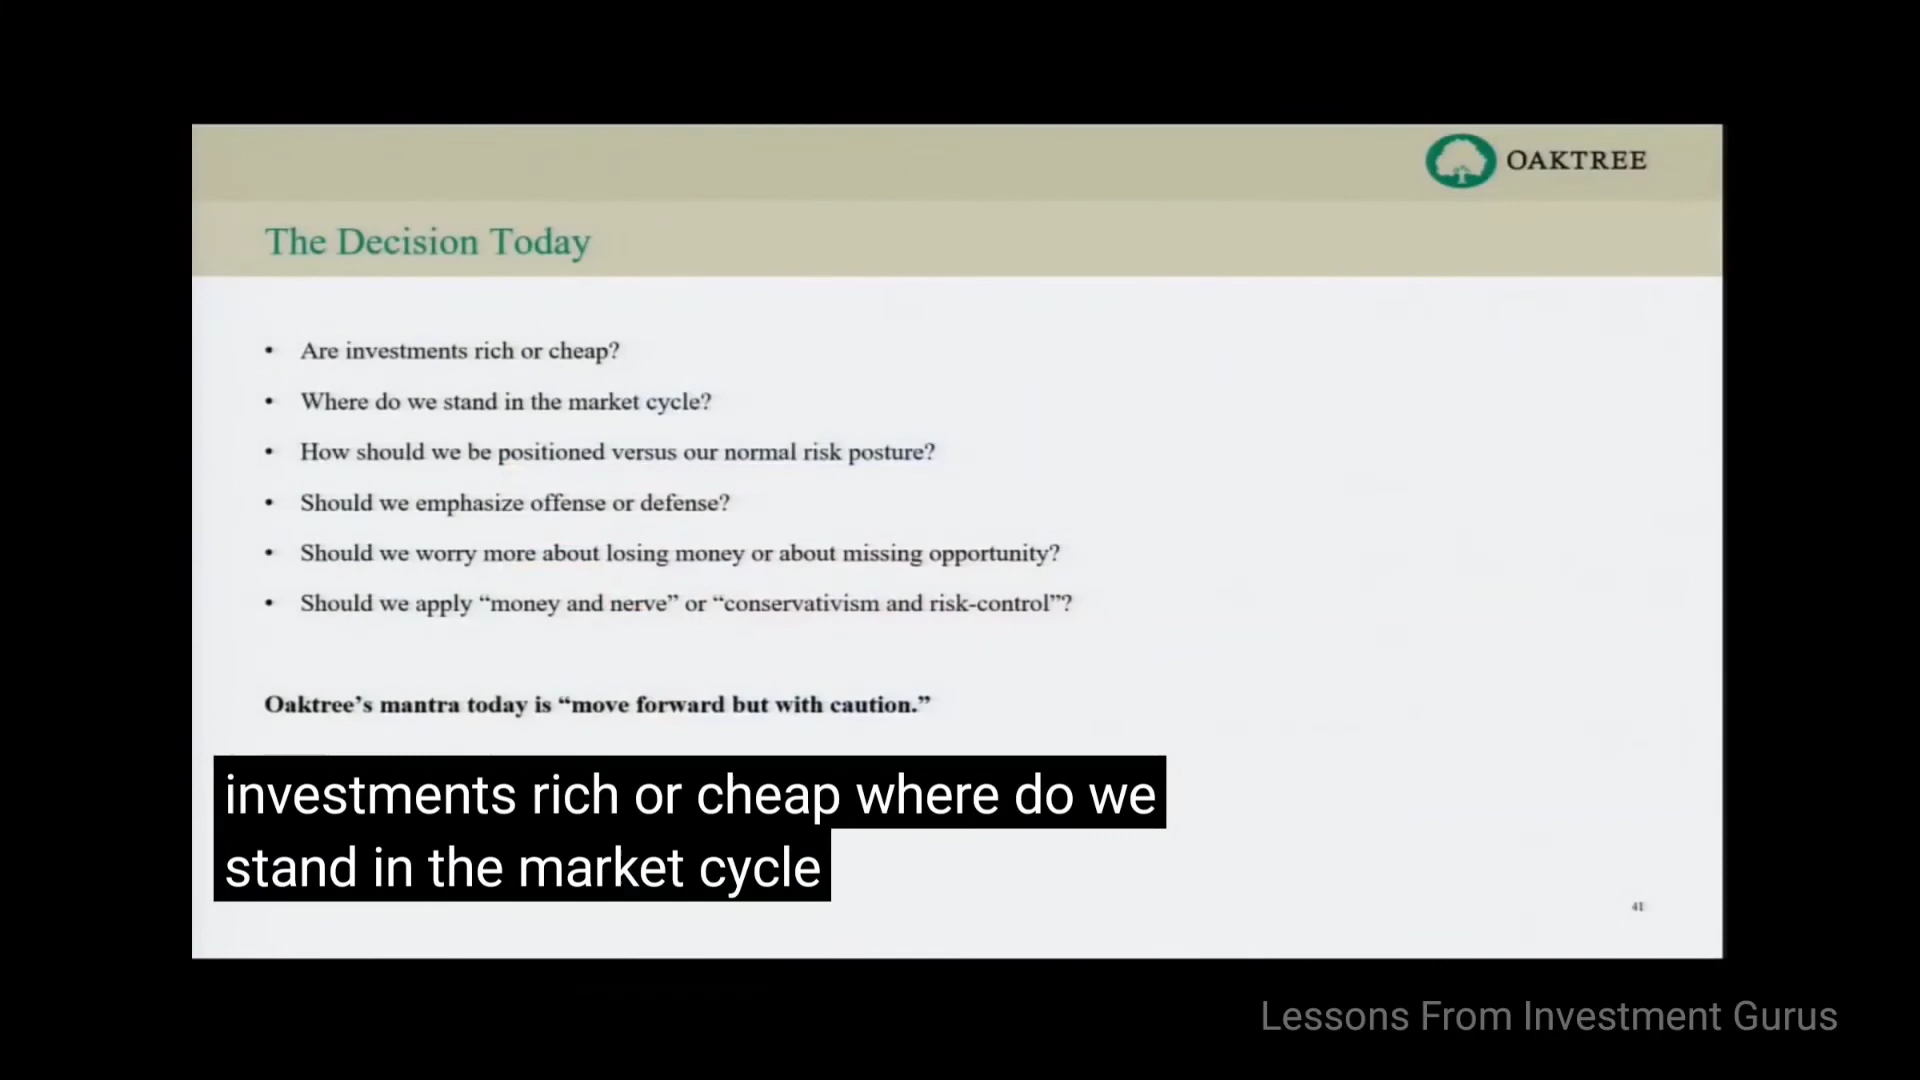 OAKTREE
The Decision Today
• Are investments rich or cheap?
• Where do we stand in the market cycle?
• How should we be positioned versus our normal risk posture?
• Should we emphasize offense or defense?
• Should we worry more about losing money or about missing opportunity?
• Should we apply “money and nerve” or “conservativism and risk-control”?
Oaktree’s mantra today is “move forward but with caution.”
investments rich or cheap where do we
stand in the market cycle
41
Lessons From Investment Gurus